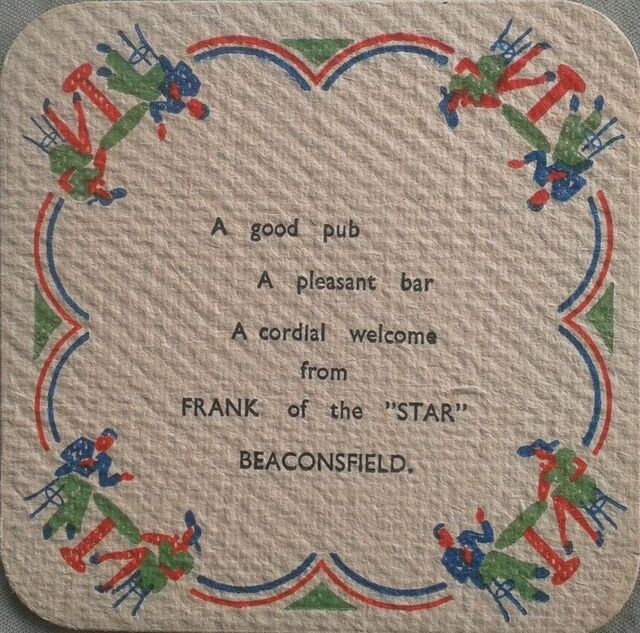 A good pub
A pleasant bar
A cordial welcome
from
FRANK of the "STAR"
BEACONSFIELD.